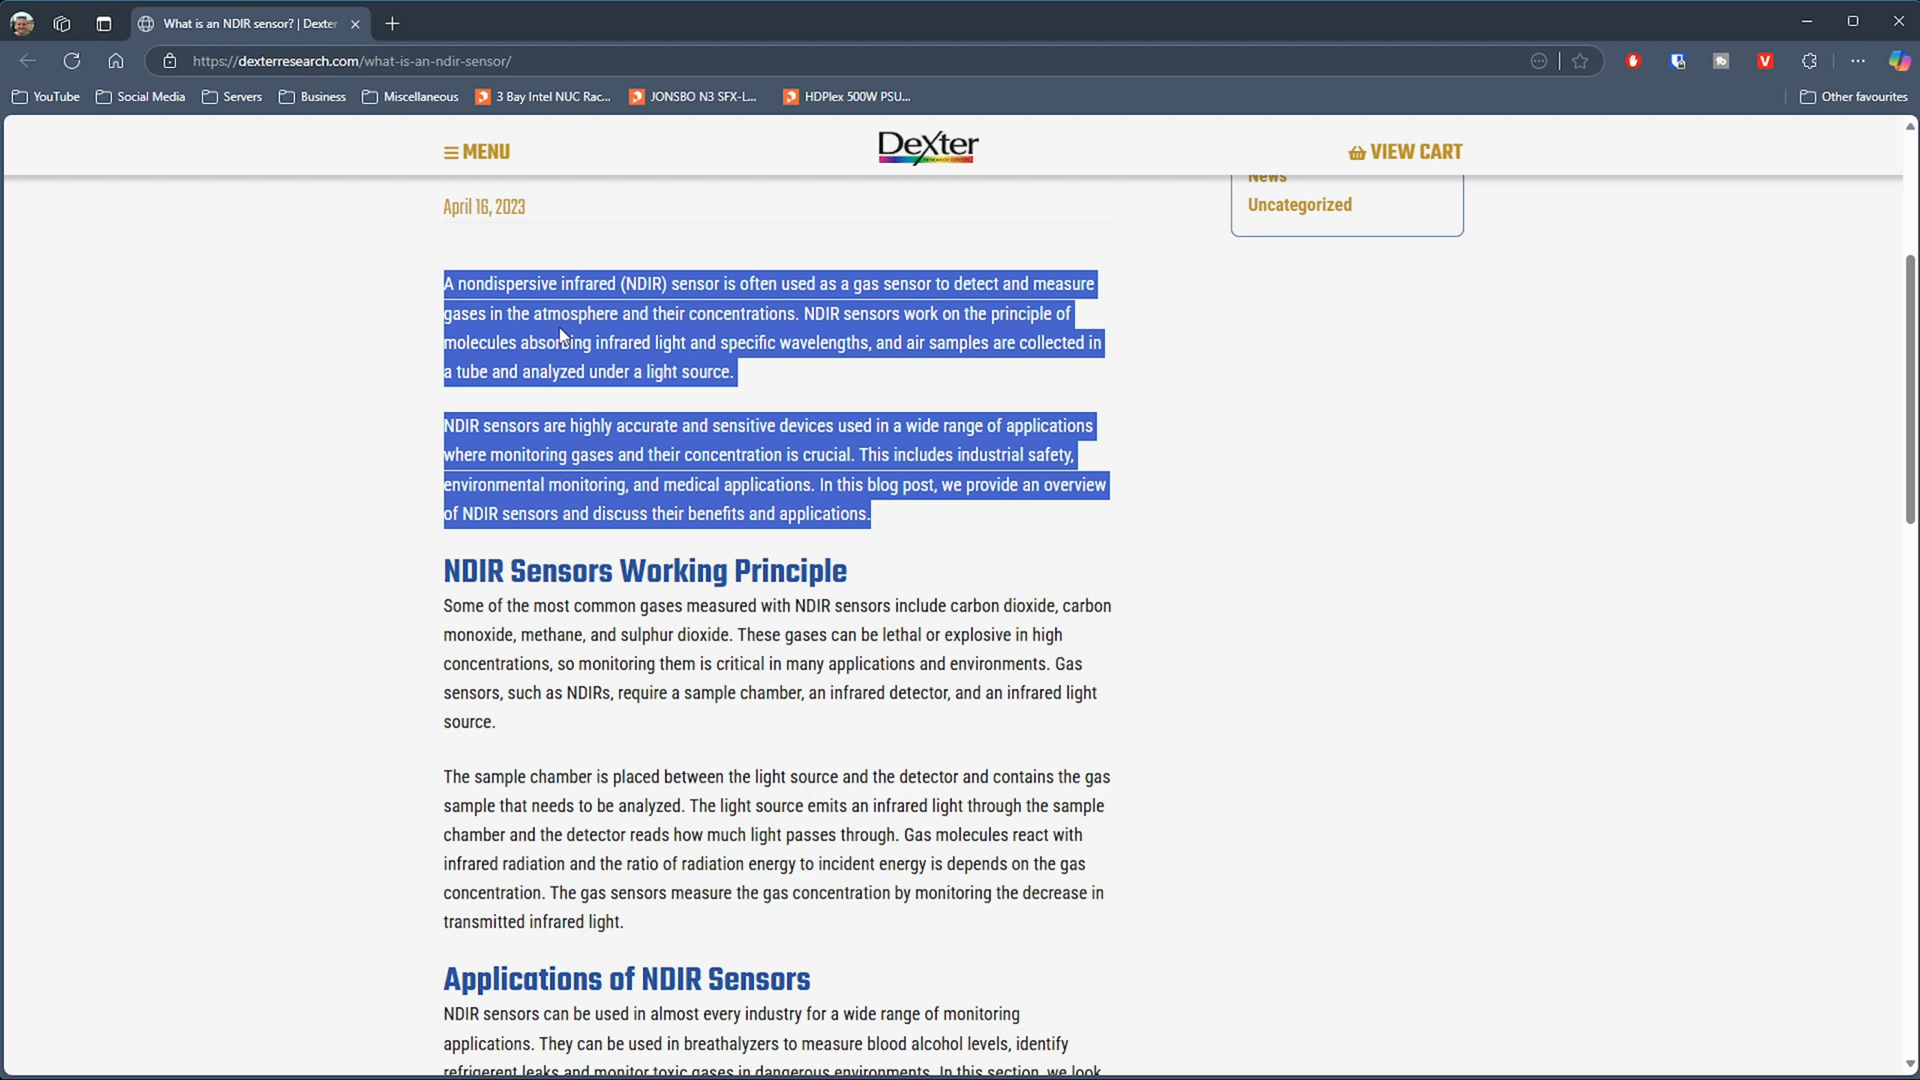 What is an NDIR sensor? | Dexter
https://dexterresearch.com/what-is-an-ndir-sensor/
YouTube
Social Media
Servers
Business
Miscellaneous
3 Bay Intel NUC Rac...
JONSBO N3 SFX-L...
HDPlex 500W PSU...
Other favourites
MENU
DeXter
RESEARCH CENTER
VIEW CART
News
Uncategorized
April 16, 2023
A nondispersive infrared (NDIR) sensor is often used as a gas sensor to detect and measure
gases in the atmosphere and their concentrations. NDIR sensors work on the principle of
molecules absorbing infrared light and specific wavelengths, and air samples are collected in
a tube and analyzed under a light source.
NDIR sensors are highly accurate and sensitive devices used in a wide range of applications
where monitoring gases and their concentration is crucial. This includes industrial safety,
environmental monitoring, and medical applications. In this blog post, we provide an overview
of NDIR sensors and discuss their benefits and applications.
NDIR Sensors Working Principle
Some of the most common gases measured with NDIR sensors include carbon dioxide, carbon
monoxide, methane, and sulphur dioxide. These gases can be lethal or explosive in high
concentrations, so monitoring them is critical in many applications and environments. Gas
sensors, such as NDIRs, require a sample chamber, an infrared detector, and an infrared light
source.
The sample chamber is placed between the light source and the detector and contains the gas
sample that needs to be analyzed. The light source emits an infrared light through the sample
chamber and the detector reads how much light passes through. Gas molecules react with
infrared radiation and the ratio of radiation energy to incident energy is depends on the gas
concentration. The gas sensors measure the gas concentration by monitoring the decrease in
transmitted infrared light.
Applications of NDIR Sensors
NDIR sensors can be used in almost every industry for a wide range of monitoring
applications. They can be used in breathalyzers to measure blood alcohol levels, identify
refrigerent leaks and monitor toxic gases in dangerous environments. In this section, we look